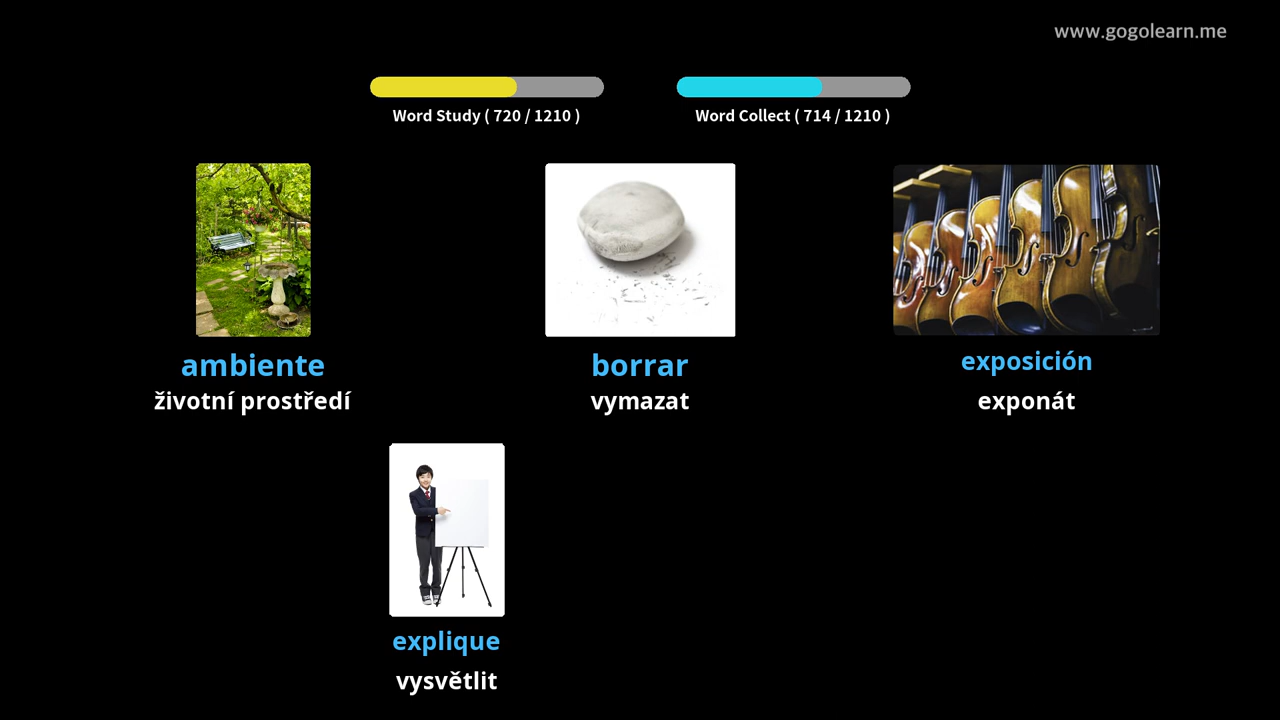 www.gogolearn.me
Word Study ( 720 / 1210 )
Word Collect ( 714 / 1210 )
ambiente
životní prostředí
borrar
vymazat
exposición
exponát
explique
vysvětlit